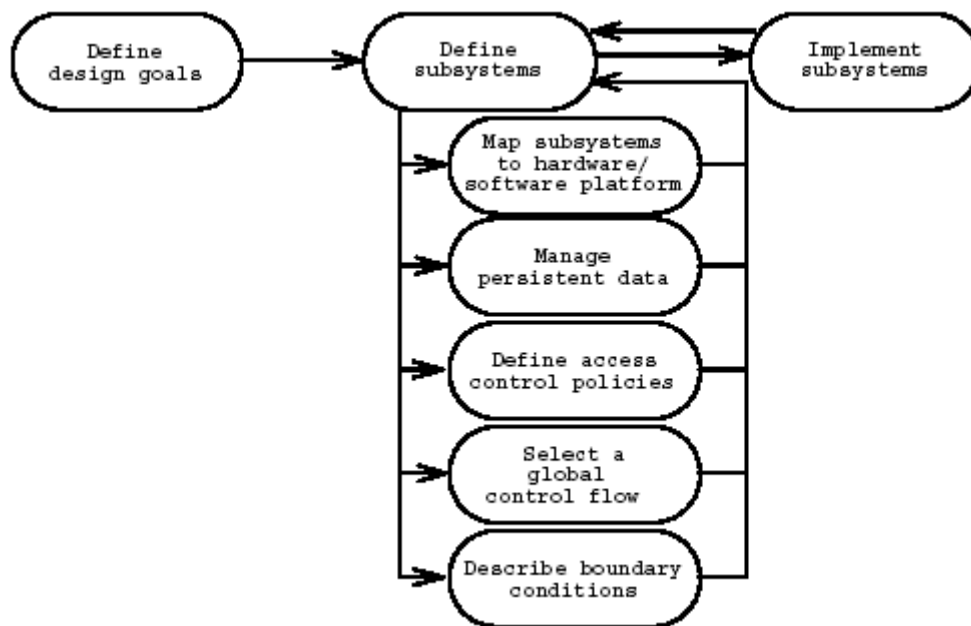 Define
design goals
Define
subsystems
Implement
subsystems
Map subsystems
to hardware/
software platform
Manage
persistent data
Define access
control policies
Select a
global
control flow
Describe boundary
conditions